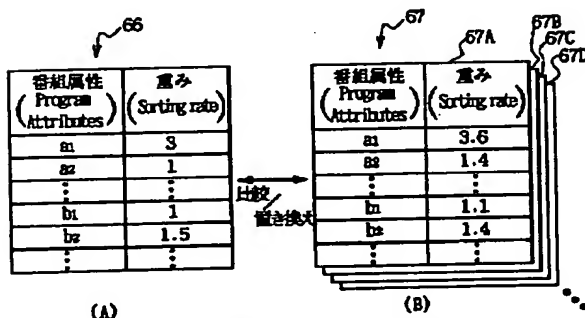 66
67
67A
67B
67C
67D
番組属性
(Program
Attributes)
重み
(Sorting rate)
a1 3
a2 1
⋮ ⋮
b1 1
b2 1.5
⋮ ⋮
(A)
比較
置き換え
番組属性
(Program
Attributes)
重み
(Sorting rate)
a1 3.6
a2 1.4
⋮ ⋮
b1 1.1
b2 1.4
⋮ ⋮
(B)